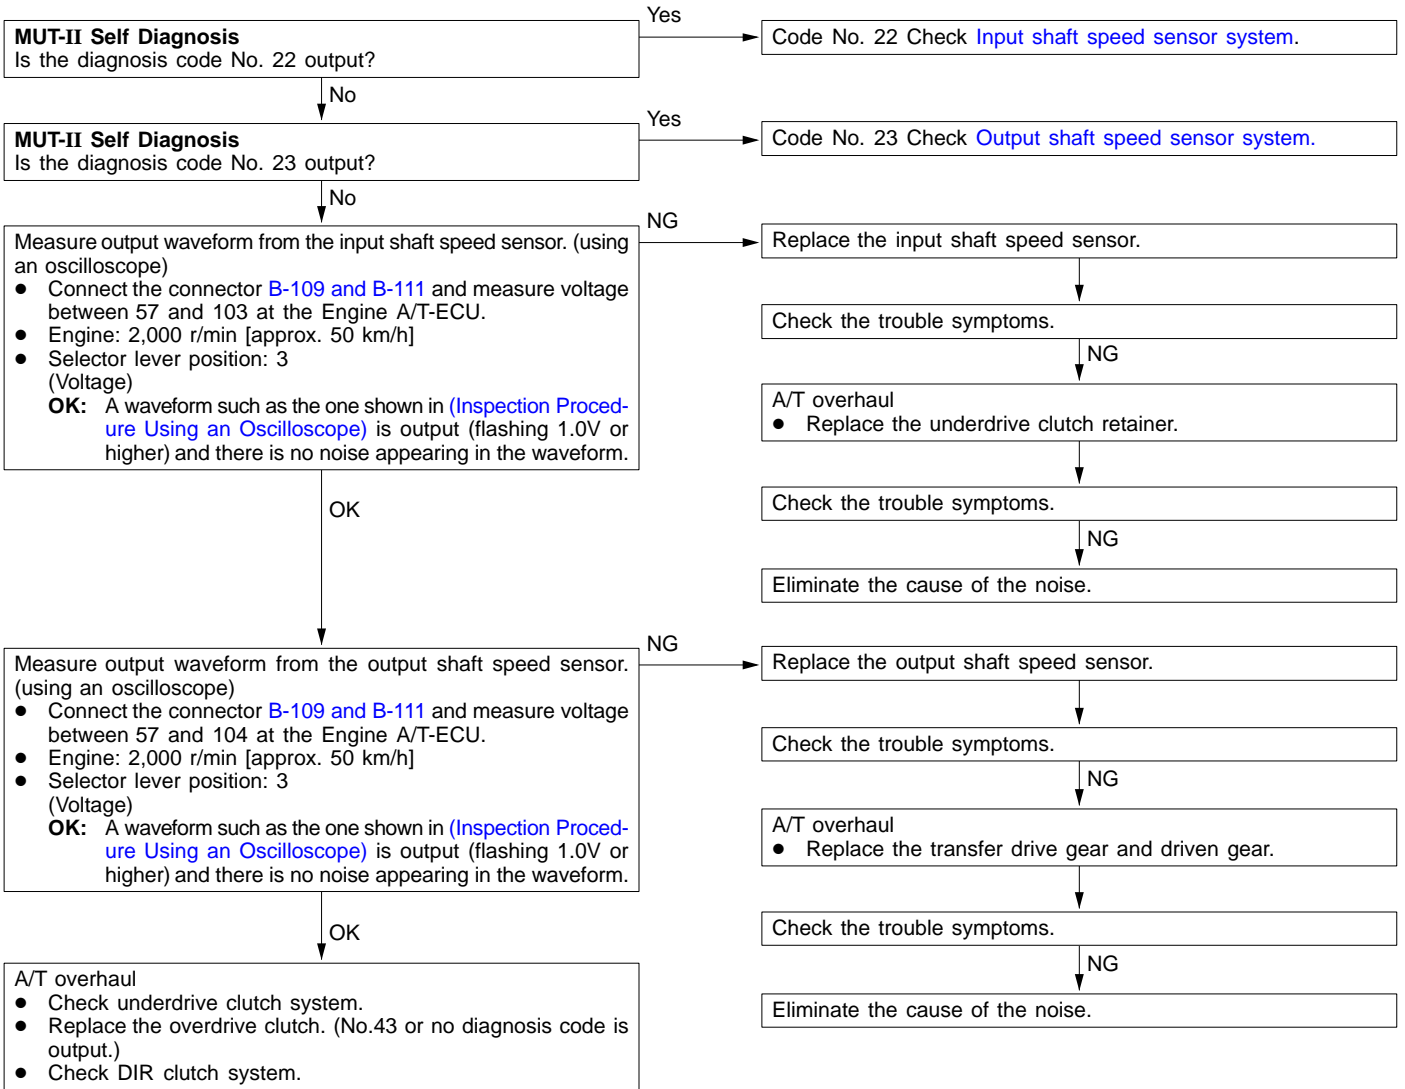 MUT-II Self Diagnosis
Is the diagnosis code No. 22 output?
Yes
Code No. 22 Check Input shaft speed sensor system.
No
MUT-II Self Diagnosis
Is the diagnosis code No. 23 output?
Yes
Code No. 23 Check Output shaft speed sensor system.
No
Measure output waveform from the input shaft speed sensor. (using
an oscilloscope)
● Connect the connector B-109 and B-111 and measure voltage
between 57 and 103 at the Engine A/T-ECU.
● Engine: 2,000 r/min [approx. 50 km/h]
● Selector lever position: 3
(Voltage)
OK: A waveform such as the one shown in (Inspection Proced-
ure Using an Oscilloscope) is output (flashing 1.0V or
higher) and there is no noise appearing in the waveform.
NG
Replace the input shaft speed sensor.
Check the trouble symptoms.
NG
A/T overhaul
● Replace the underdrive clutch retainer.
Check the trouble symptoms.
NG
Eliminate the cause of the noise.
OK
Measure output waveform from the output shaft speed sensor.
(using an oscilloscope)
● Connect the connector B-109 and B-111 and measure voltage
between 57 and 104 at the Engine A/T-ECU.
● Engine: 2,000 r/min [approx. 50 km/h]
● Selector lever position: 3
(Voltage)
OK: A waveform such as the one shown in (Inspection Proced-
ure Using an Oscilloscope) is output (flashing 1.0V or
higher) and there is no noise appearing in the waveform.
NG
Replace the output shaft speed sensor.
Check the trouble symptoms.
NG
A/T overhaul
● Replace the transfer drive gear and driven gear.
Check the trouble symptoms.
NG
Eliminate the cause of the noise.
OK
A/T overhaul
● Check underdrive clutch system.
● Replace the overdrive clutch. (No.43 or no diagnosis code is
output.)
● Check DIR clutch system.